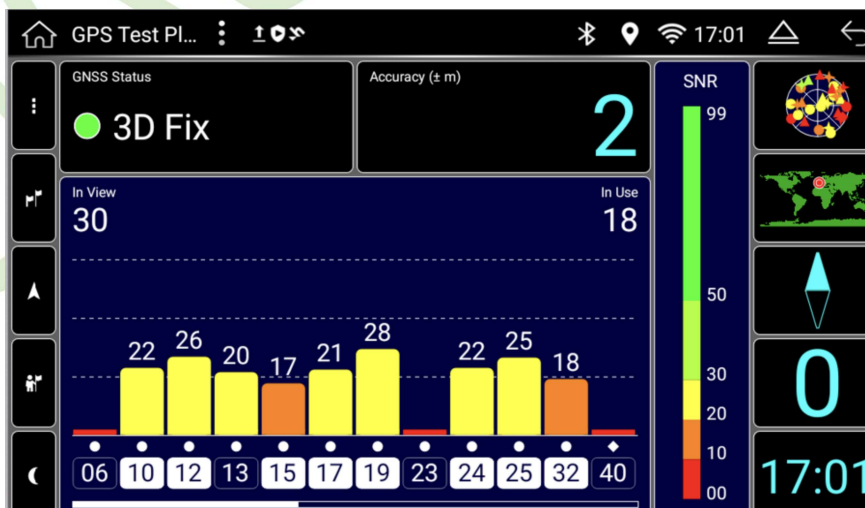 GPS Test Pl...
17:01
GNSS Status
3D Fix
Accuracy (± m)
2
In View
30
In Use
18
22 26 20 17 21 28 22 25 18
06 10 12 13 15 17 19 23 24 25 32 40
SNR
99
50
30
20
10
00
0
17:01